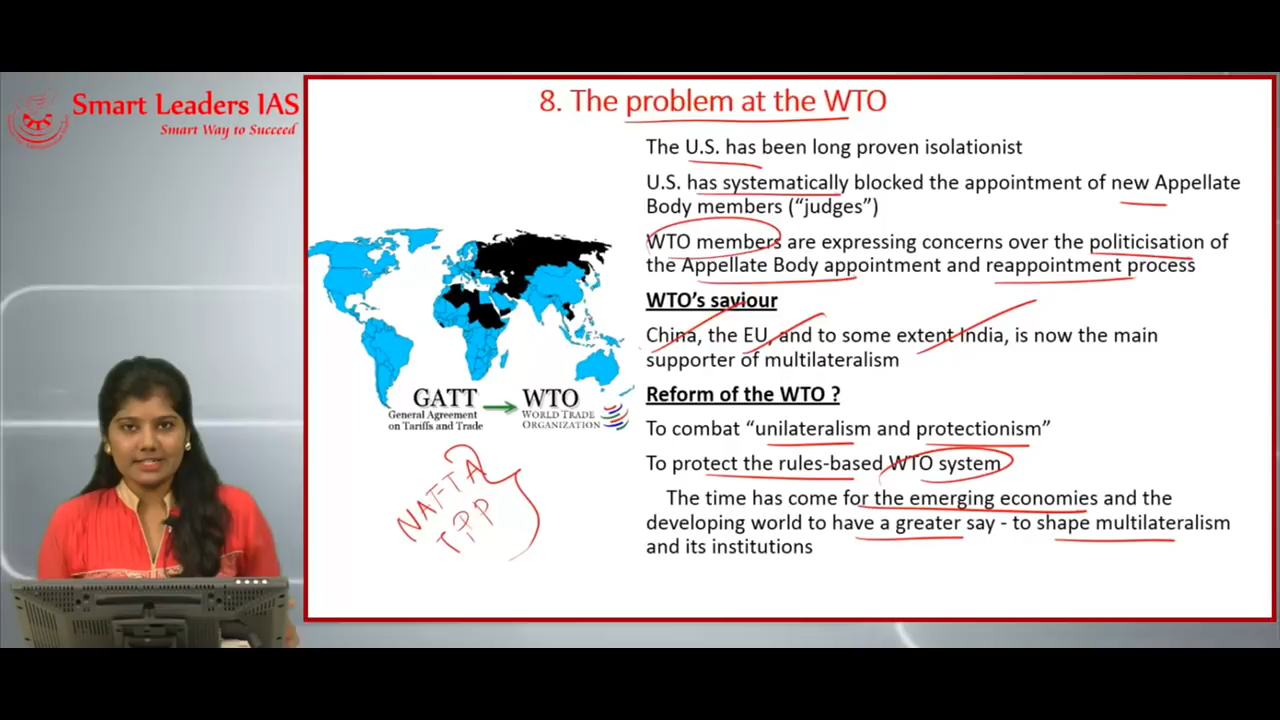 Smart Leaders IAS
Smart Way to Succeed
8. The problem at the WTO
The U.S. has been long proven isolationist
U.S. has systematically blocked the appointment of new Appellate
Body members (“judges”)
WTO members are expressing concerns over the politicisation of
the Appellate Body appointment and reappointment process
WTO’s saviour
China, the EU, and to some extent India, is now the main
supporter of multilateralism
Reform of the WTO ?
To combat “unilateralism and protectionism”
To protect the rules-based WTO system
The time has come for the emerging economies and the
developing world to have a greater say - to shape multilateralism
and its institutions
GATT
General Agreement
on Tariffs and Trade
WTO
WORLD TRADE
ORGANIZATION
NAFTA
TPP